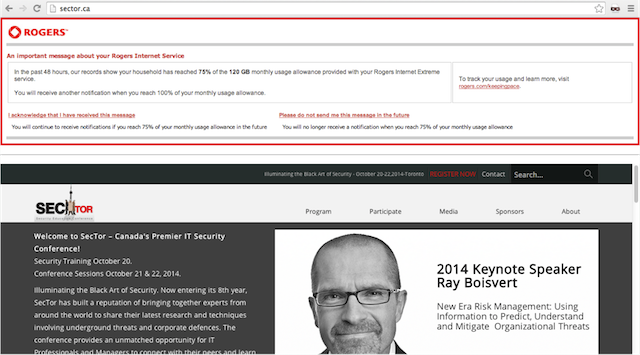 sector.ca
ROGERS™
An important message about your Rogers Internet Service
In the past 48 hours, our records show your household has reached 75% of the 120 GB monthly usage allowance provided with your Rogers Internet Extreme
service.
You will receive another notification when you reach 100% of your monthly usage allowance.
To track your usage and learn more, visit
rogers.com/keepingpace.
I acknowledge that I have received this message
You will continue to receive notifications if you reach 75% of your monthly usage allowance in the future
Please do not send me this message in the future
You will no longer receive a notification when you reach 75% of your monthly usage allowance
Illuminating the Black Art of Security - October 20-22,2014-Toronto REGISTER NOW Contact Search...
SECTOR
Program Participate Media Sponsors About
Welcome to SecTor – Canada's Premier IT Security
Conference!
Security Training October 20.
Conference Sessions October 21 & 22, 2014.
Illuminating the Black Art of Security. Now entering its 8th year,
SecTor has built a reputation of bringing together experts from
around the world to share their latest research and techniques
involving underground threats and corporate defences. The
conference provides an unmatched opportunity for IT
Professionals and Managers to connect with their peers and learn
2014 Keynote Speaker
Ray Boisvert
New Era Risk Management: Using
Information to Predict, Understand
and Mitigate Organizational Threats